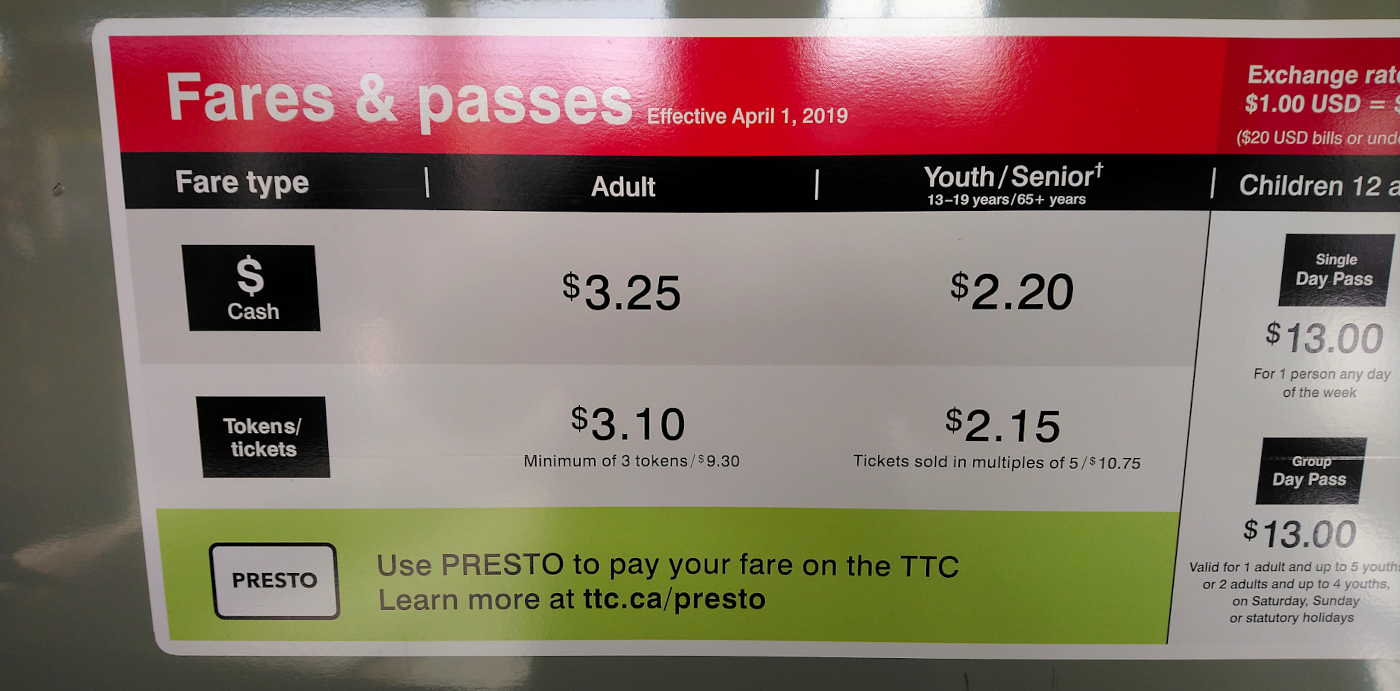 Fares & passes Effective April 1, 2019
Exchange
$1.00 USD =
($20 USD bills or
Fare type | Adult | Youth/Senior†
13–19 years/65+ years
Children 12
$
Cash
$3.25
$2.20
Tokens/
tickets
$3.10
Minimum of 3 tokens/$9.30
$2.15
Tickets sold in multiples of 5/$10.75
PRESTO
Use PRESTO to pay your fare on the TTC
Learn more at ttc.ca/presto
Single
Day Pass
$13.00
For 1 person any day
of the week
Group
Day Pass
$13.00
Valid for 1 adult and up to 5 youths
or 2 adults and up to 4 youths,
on Saturday, Sunday
or statutory holidays